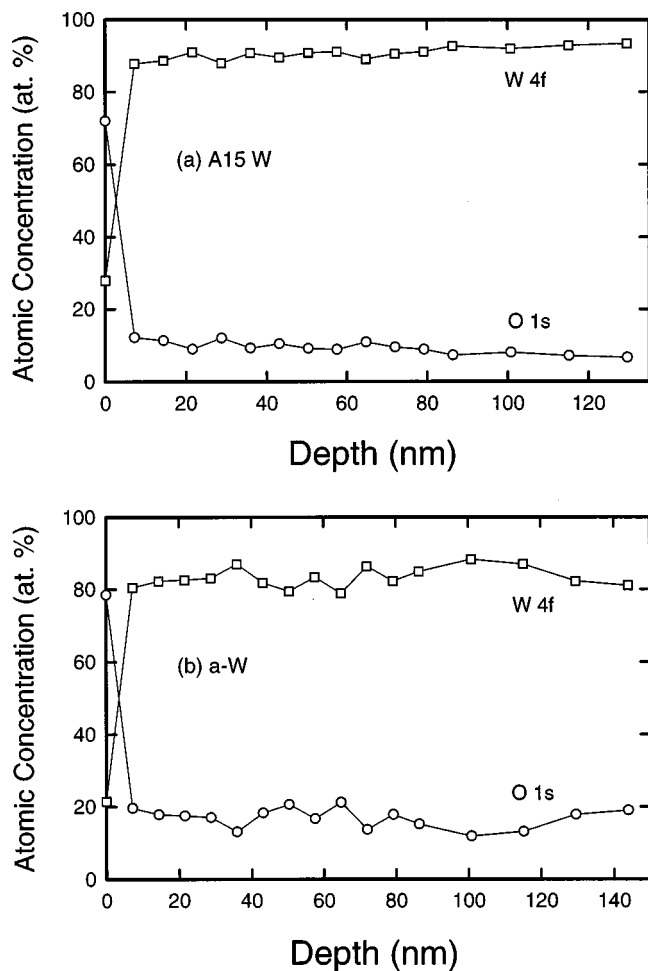 100
80
60
40
20
0
Atomic Concentration (at. %)
W 4f
(a) A15 W
O 1s
0 20 40 60 80 100 120
Depth (nm)
100
80
60
40
20
0
Atomic Concentration (at. %)
W 4f
(b) a-W
O 1s
0 20 40 60 80 100 120 140
Depth (nm)